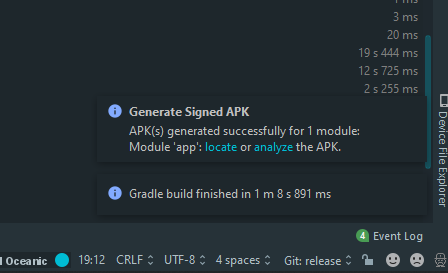 3 ms
20 ms
19 s 444 ms
12 s 725 ms
2 s 255 ms
Generate Signed APK
APK(s) generated successfully for 1 module:
Module 'app': locate or analyze the APK.
Gradle build finished in 1 m 8 s 891 ms
Device File Explorer
4 Event Log
Oceanic 19:12 CRLF UTF-8 4 spaces Git: release